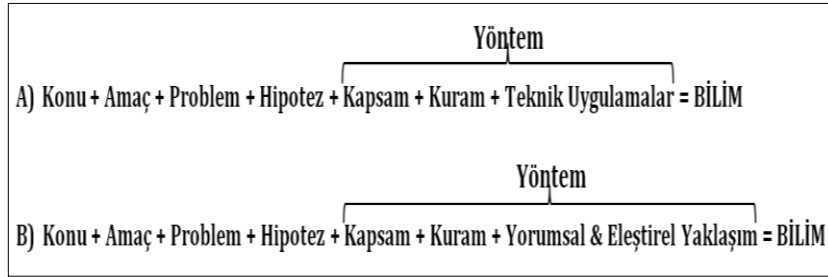 Yöntem
A) Konu + Amaç + Problem + Hipotez + Kapsam + Kuram + Teknik Uygulamalar = BİLİM
Yöntem
B) Konu + Amaç + Problem + Hipotez + Kapsam + Kuram + Yorumsal & Eleştirel Yaklaşım = BİLİM